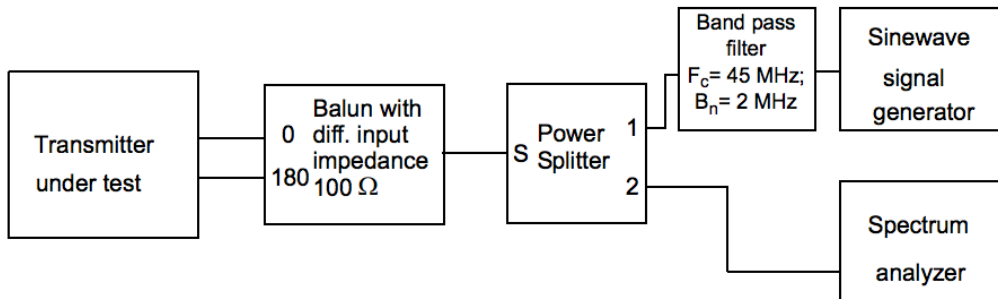 Transmitter
under test
0
180
Balun with
diff. input
impedance
100 Ω
S
Power
Splitter
1
2
Band pass
filter
Fc= 45 MHz;
Bn= 2 MHz
Sinewave
signal
generator
Spectrum
analyzer